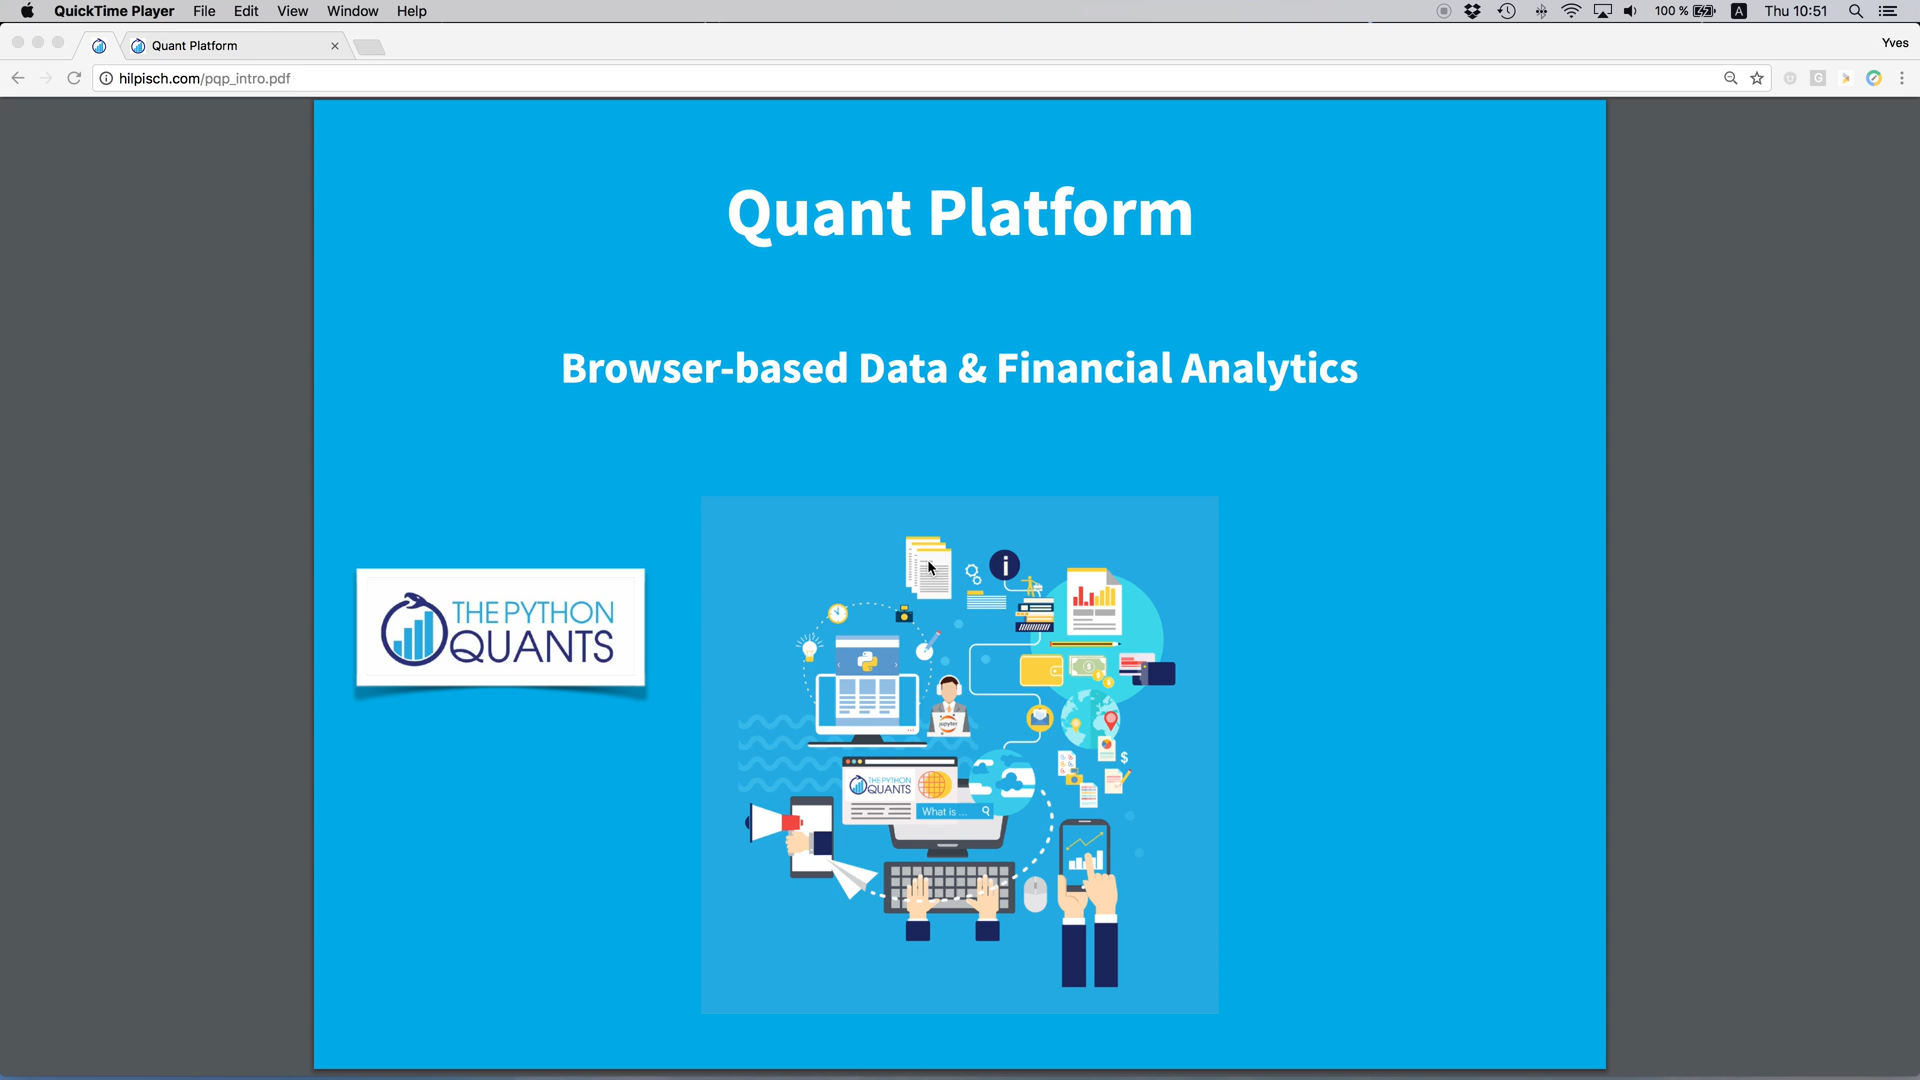 QuickTime Player File Edit View Window Help
100 % A Thu 10:51
Quant Platform
Yves
hilpisch.com/pqp_intro.pdf
G
Quant Platform
Browser-based Data & Financial Analytics
THE PYTHON
QUANTS
i
$
jupyter
$
THE PYTHON
QUANTS
What is ...